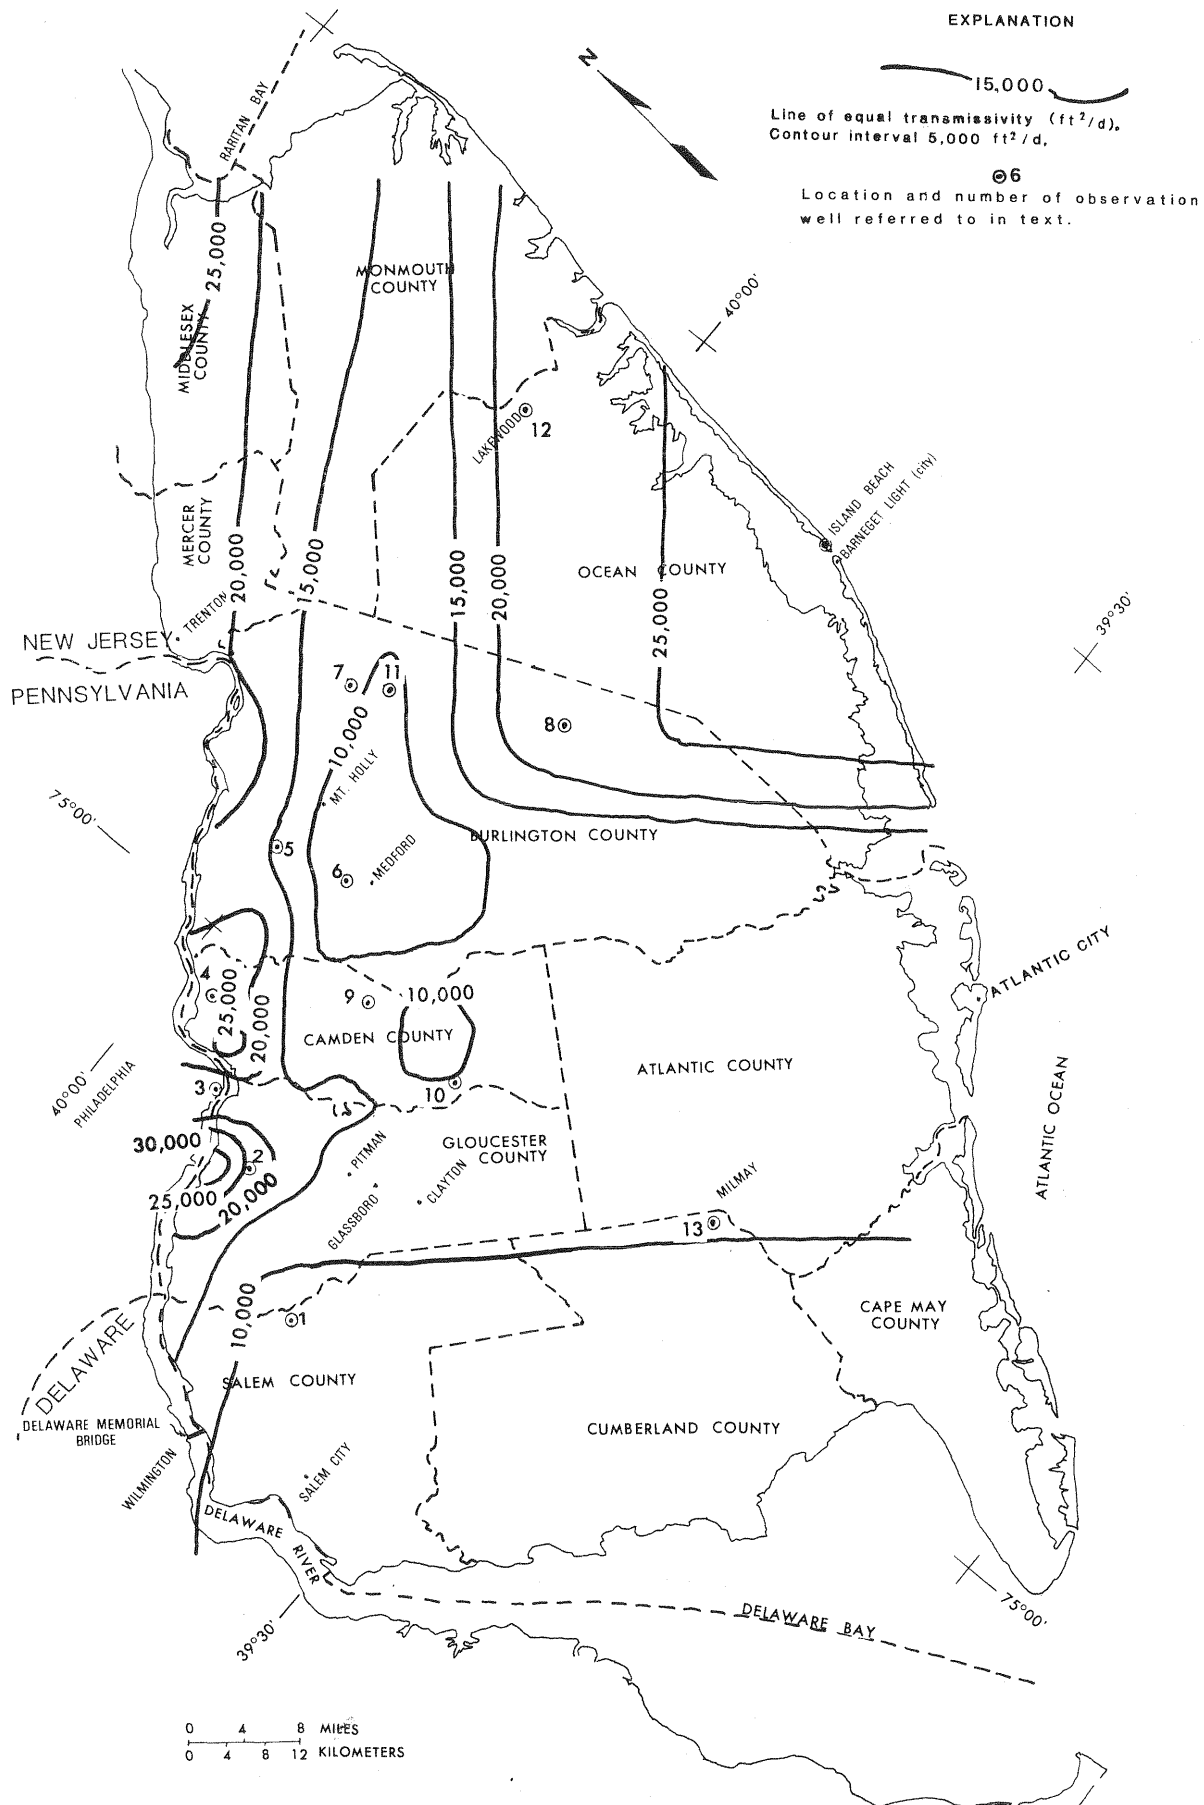 EXPLANATION
15,000
Line of equal transmissivity (ft²/d).
Contour interval 5,000 ft²/d.
6
Location and number of observation
well referred to in text.
N
RARITAN BAY
25,000
MONMOUTH
COUNTY
MIDDLESEX
COUNTY
40°00'
LAKEWOOD
12
ISLAND BEACH
BARNEGET LIGHT (city)
MERCER
COUNTY
20,000
15,000
15,000
20,000
OCEAN COUNTY
25,000
39°30'
TRENTON
NEW JERSEY
PENNSYLVANIA
7
11
8
10,000
MT. HOLLY
75°00'
BURLINGTON COUNTY
5
6
MEDFORD
ATLANTIC CITY
4
25,000
20,000
9
10,000
CAMDEN COUNTY
ATLANTIC COUNTY
40°00'
PHILADELPHIA
3
10
ATLANTIC OCEAN
30,000
2
25,000
20,000
PITMAN
GLOUCESTER
COUNTY
CLAYTON
GLASSBORO
MILMAY
13
10,000
1
CAPE MAY
COUNTY
DELAWARE
SALEM COUNTY
DELAWARE MEMORIAL
BRIDGE
CUMBERLAND COUNTY
WILMINGTON
SALEM CITY
DELAWARE
RIVER
39°30'
75°00'
DELAWARE BAY
0 4 8 MILES
0 4 8 12 KILOMETERS